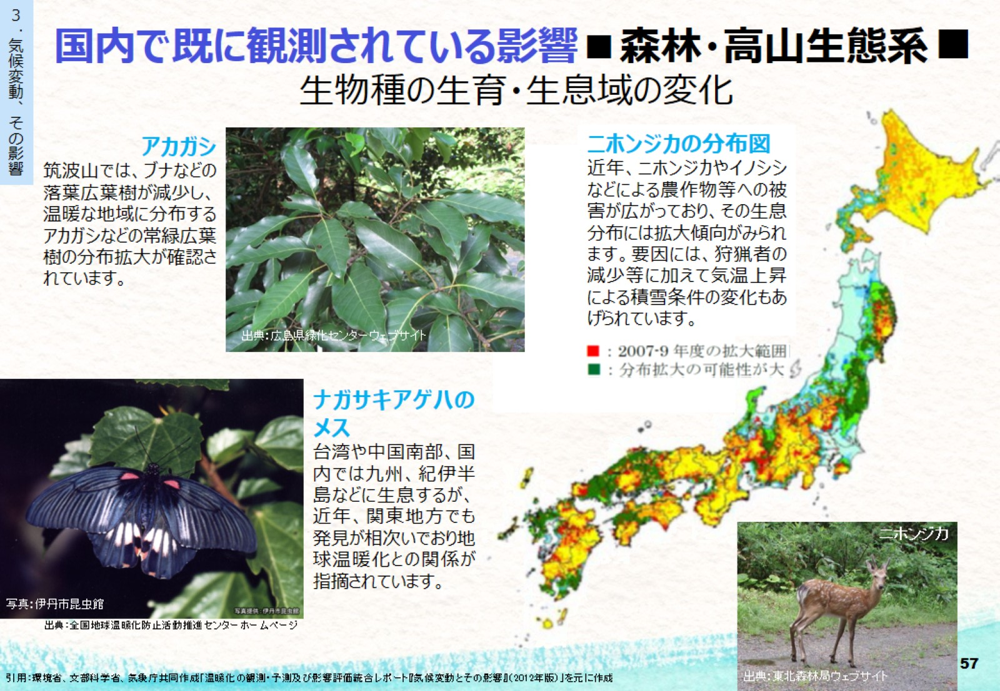 3．気候変動、その影響
国内で既に観測されている影響■森林・高山生態系■
生物種の生育・生息域の変化
アカガシ
筑波山では、ブナなどの
落葉広葉樹が減少し、
温暖な地域に分布する
アカガシなどの常緑広葉
樹の分布拡大が確認さ
れています。
出典：広島県緑化センターウェブサイト
ニホンジカの分布図
近年、ニホンジカやイノシシ
などによる農作物等への被
害が広がっており、その生息
分布には拡大傾向がみられ
ます。要因には、狩猟者の
減少等に加えて気温上昇
による積雪条件の変化もあ
げられています。
■：2007-9 年度の拡大範囲
■：分布拡大の可能性が大
ナガサキアゲハの
メス
台湾や中国南部、国
内では九州、紀伊半
島などに生息するが、
近年、関東地方でも
発見が相次いでおり地
球温暖化との関係が
指摘されています。
写真：伊丹市昆虫館
写真提供：伊丹市昆虫館
出典：全国地球温暖化防止活動推進センターホームページ
ニホンジカ
出典：東北森林局ウェブサイト
57
引用：環境省、文部科学省、気象庁共同作成「温暖化の観測・予測及び影響評価統合レポート『気候変動とその影響』（2012年版）」を元に作成